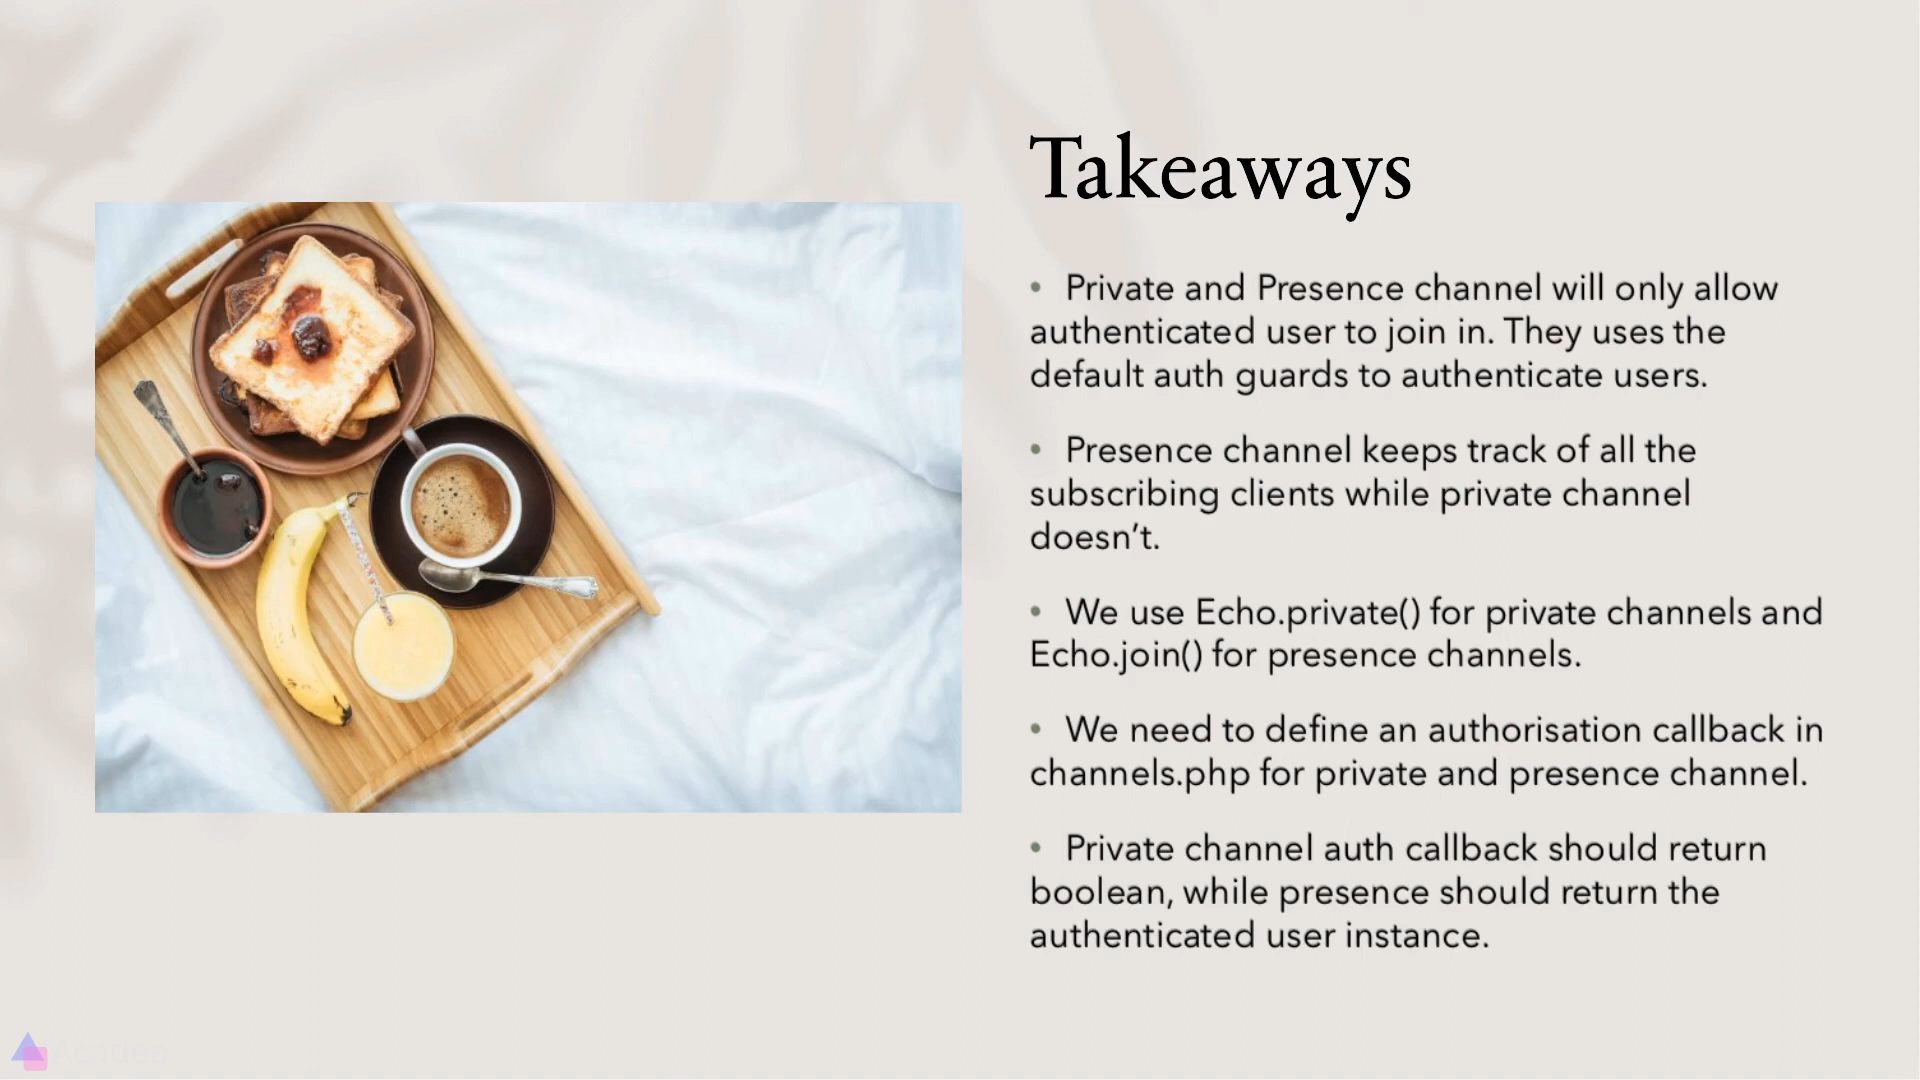 Takeaways
• Private and Presence channel will only allow
authenticated user to join in. They uses the
default auth guards to authenticate users.
• Presence channel keeps track of all the
subscribing clients while private channel
doesn’t.
• We use Echo.private() for private channels and
Echo.join() for presence channels.
• We need to define an authorisation callback in
channels.php for private and presence channel.
• Private channel auth callback should return
boolean, while presence should return the
authenticated user instance.